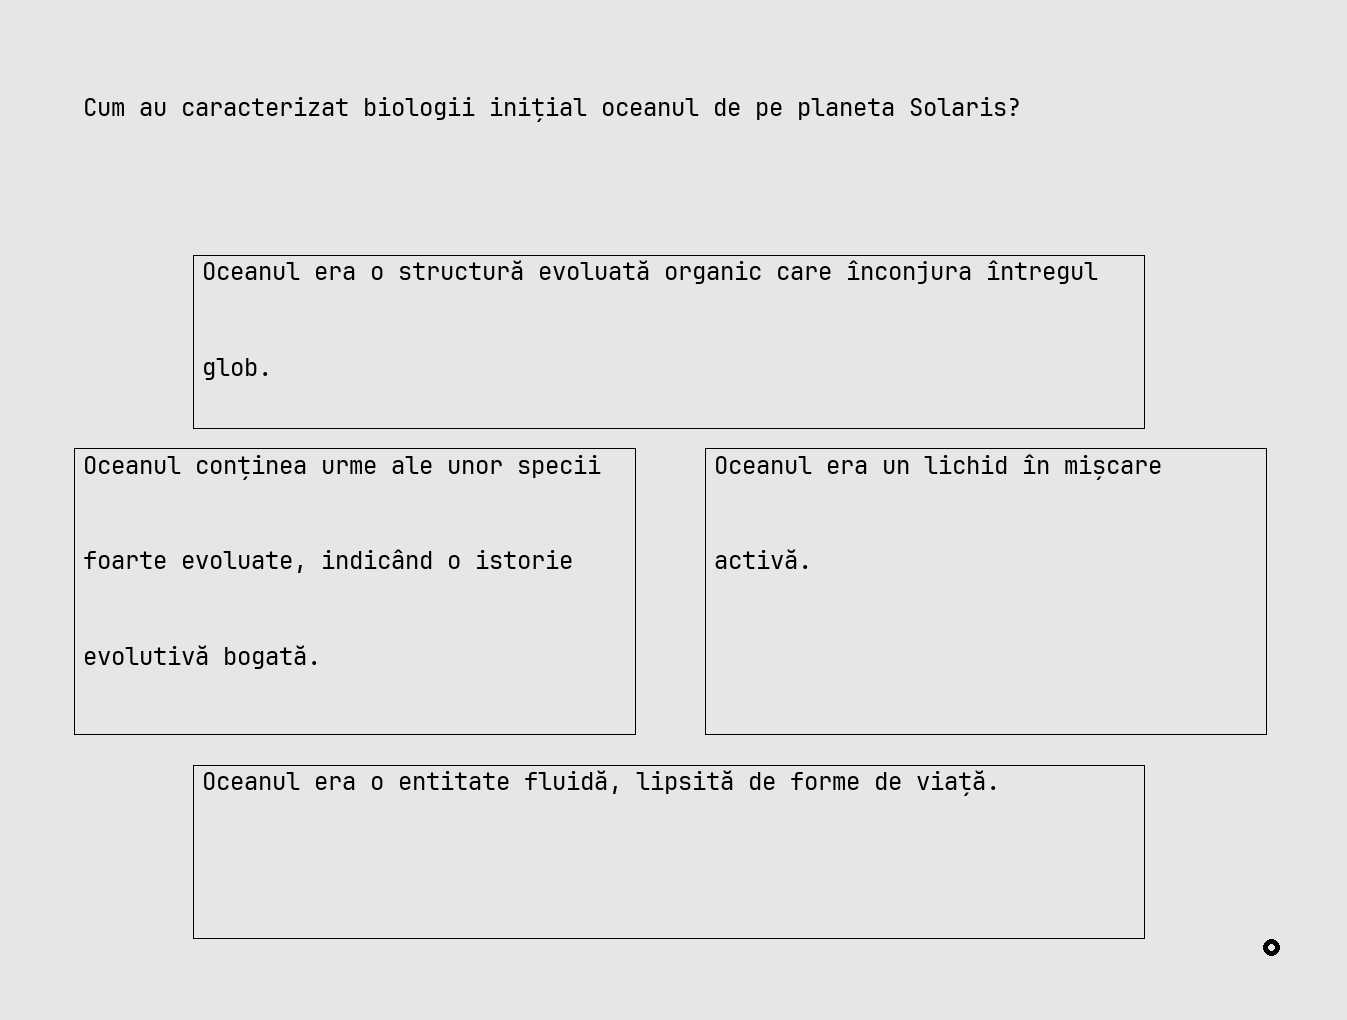 Cum au caracterizat biologii inițial oceanul de pe planeta Solaris?
Oceanul era o structură evoluată organic care înconjura întregul
glob.
Oceanul conținea urme ale unor specii
foarte evoluate, indicând o istorie
evolutivă bogată.
Oceanul era un lichid în mișcare
activă.
Oceanul era o entitate fluidă, lipsită de forme de viață.